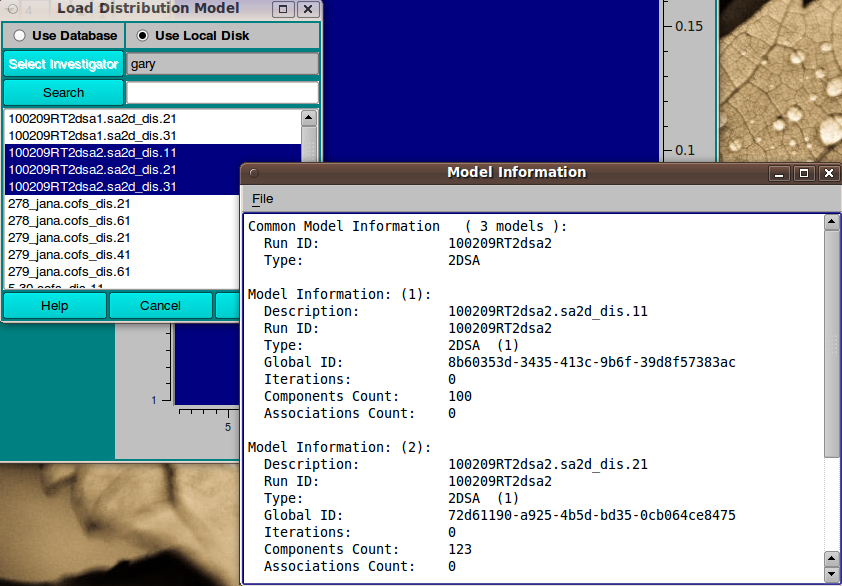 Load Distribution Model
Use Database
Use Local Disk
Select Investigator
gary
Search
100209RT2dsa1.sa2d_dis.21
100209RT2dsa1.sa2d_dis.31
100209RT2dsa2.sa2d_dis.11
100209RT2dsa2.sa2d_dis.21
100209RT2dsa2.sa2d_dis.31
278_jana.cofs_dis.21
278_jana.cofs_dis.61
279_jana.cofs_dis.21
279_jana.cofs_dis.41
279_jana.cofs_dis.61
Help
Cancel
0.15
0.1
1
5
Model Information
File
Common Model Information ( 3 models ):
Run ID: 100209RT2dsa2
Type: 2DSA
Model Information: (1):
Description: 100209RT2dsa2.sa2d_dis.11
Run ID: 100209RT2dsa2
Type: 2DSA (1)
Global ID: 8b60353d-3435-413c-9b6f-39d8f57383ac
Iterations: 0
Components Count: 100
Associations Count: 0
Model Information: (2):
Description: 100209RT2dsa2.sa2d_dis.21
Run ID: 100209RT2dsa2
Type: 2DSA (1)
Global ID: 72d61190-a925-4b5d-bd35-0cb064ce8475
Iterations: 0
Components Count: 123
Associations Count: 0